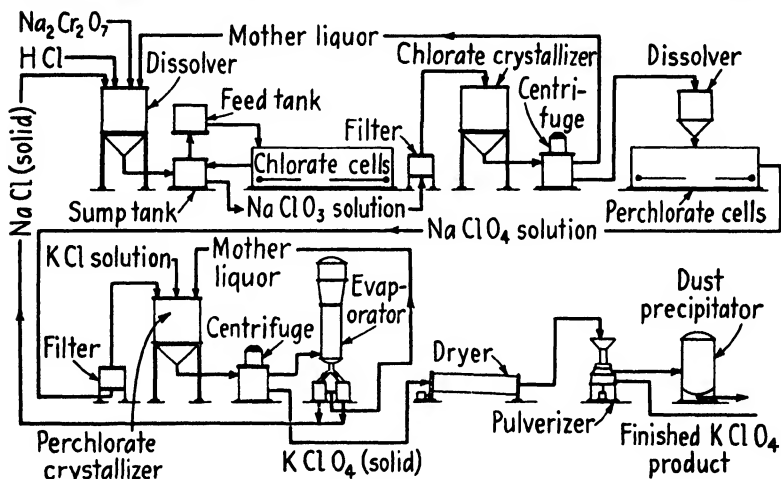 Na₂Cr₂O₇
HCl
Mother liquor
Dissolver
Feed tank
NaCl (solid)
Chlorate cells
Sump tank
NaClO₃ solution
Filter
Chlorate crystallizer
Centri-
fuge
Dissolver
Perchlorate cells
NaClO₄ solution
KCl solution
Mother
liquor
Evap-
orator
Centrifuge
Filter
Perchlorate
crystallizer
KClO₄ (solid)
Dryer
Pulverizer
Dust
precipitator
Finished KClO₄
product